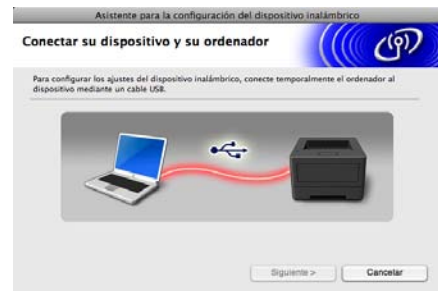 Asistente para la configuración del dispositivo inalámbrico
Conectar su dispositivo y su ordenador
Para configurar los ajustes del dispositivo inalámbrico, conecte temporalmente el ordenador al
dispositivo mediante un cable USB.
Siguiente >
Cancelar